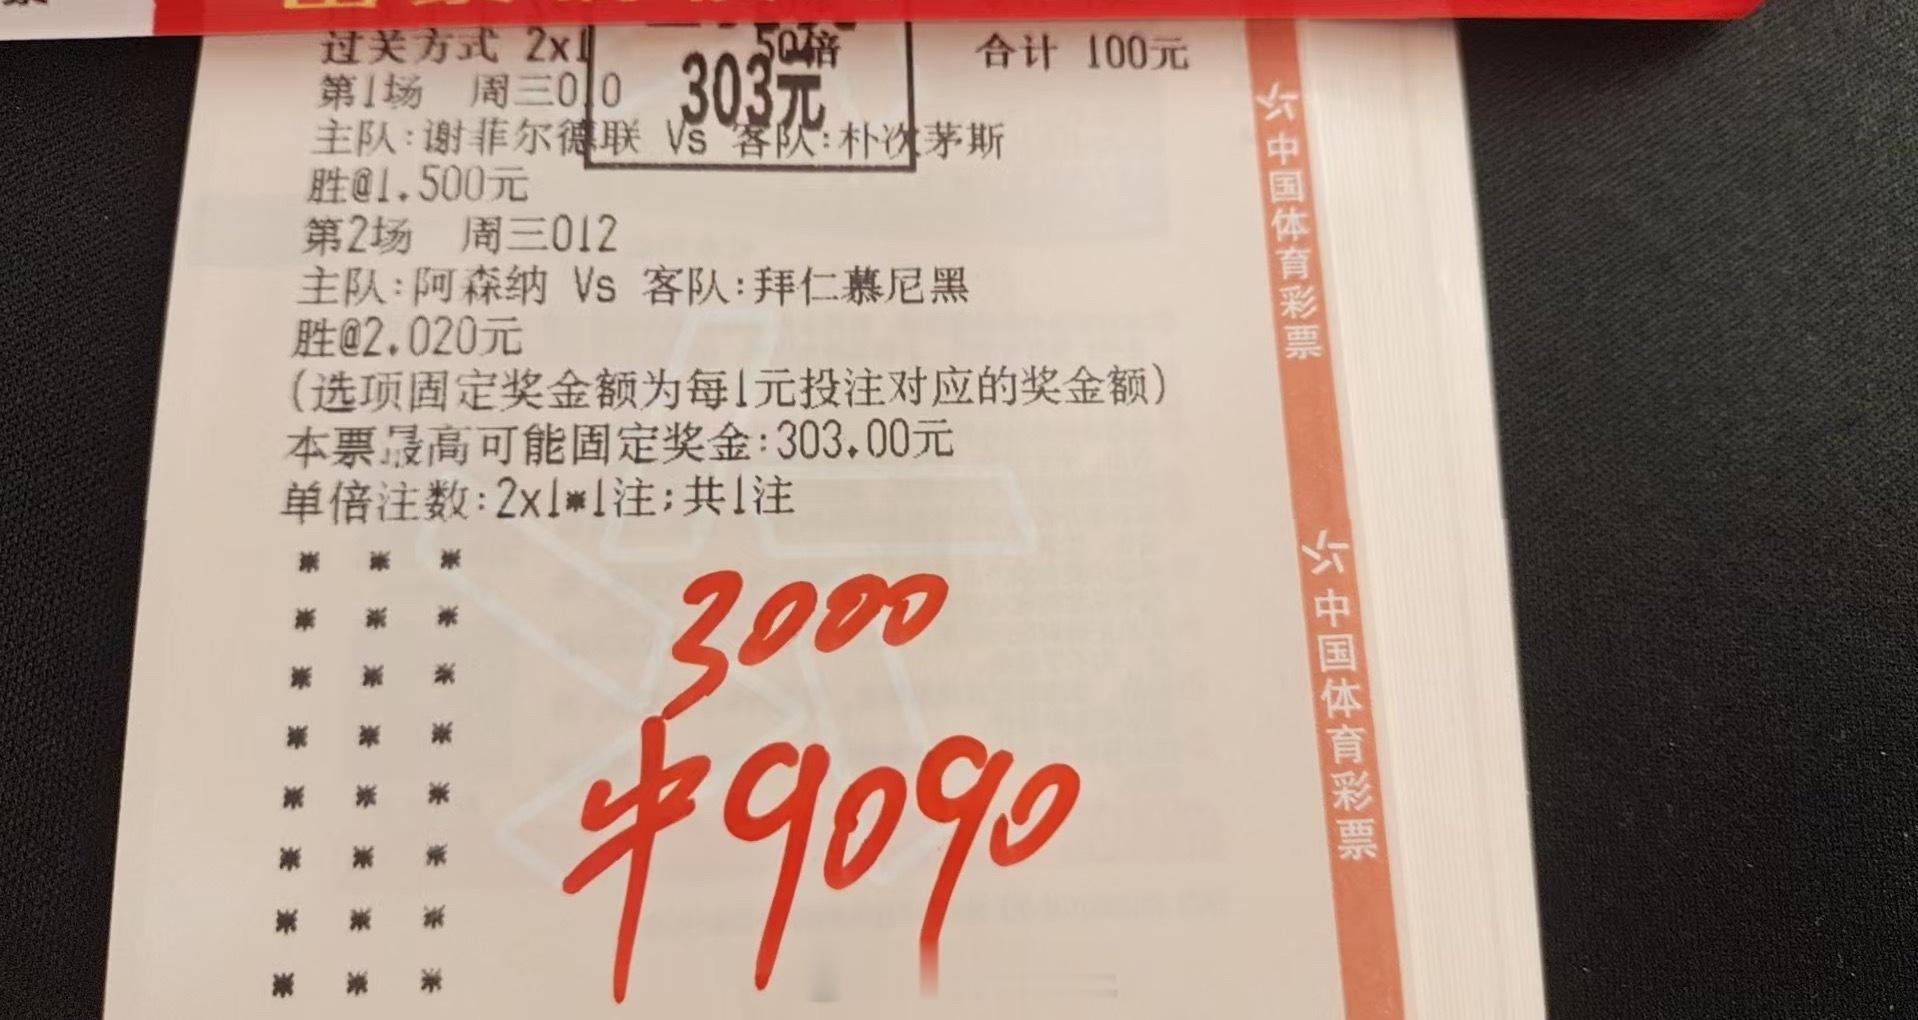 过关方式 2x1 50倍 合计 100元
303元
第1场 周三010
主队:谢菲尔德联 Vs 客队:朴次茅斯
胜@1.500元
第2场 周三012
主队:阿森纳 Vs 客队:拜仁慕尼黑
胜@2.020元
(选项固定奖金额为每1元投注对应的奖金额)
本票最高可能固定奖金:303.00元
单倍注数:2x1*1注;共1注
3000
中9090
中国体育彩票
中国体育彩票